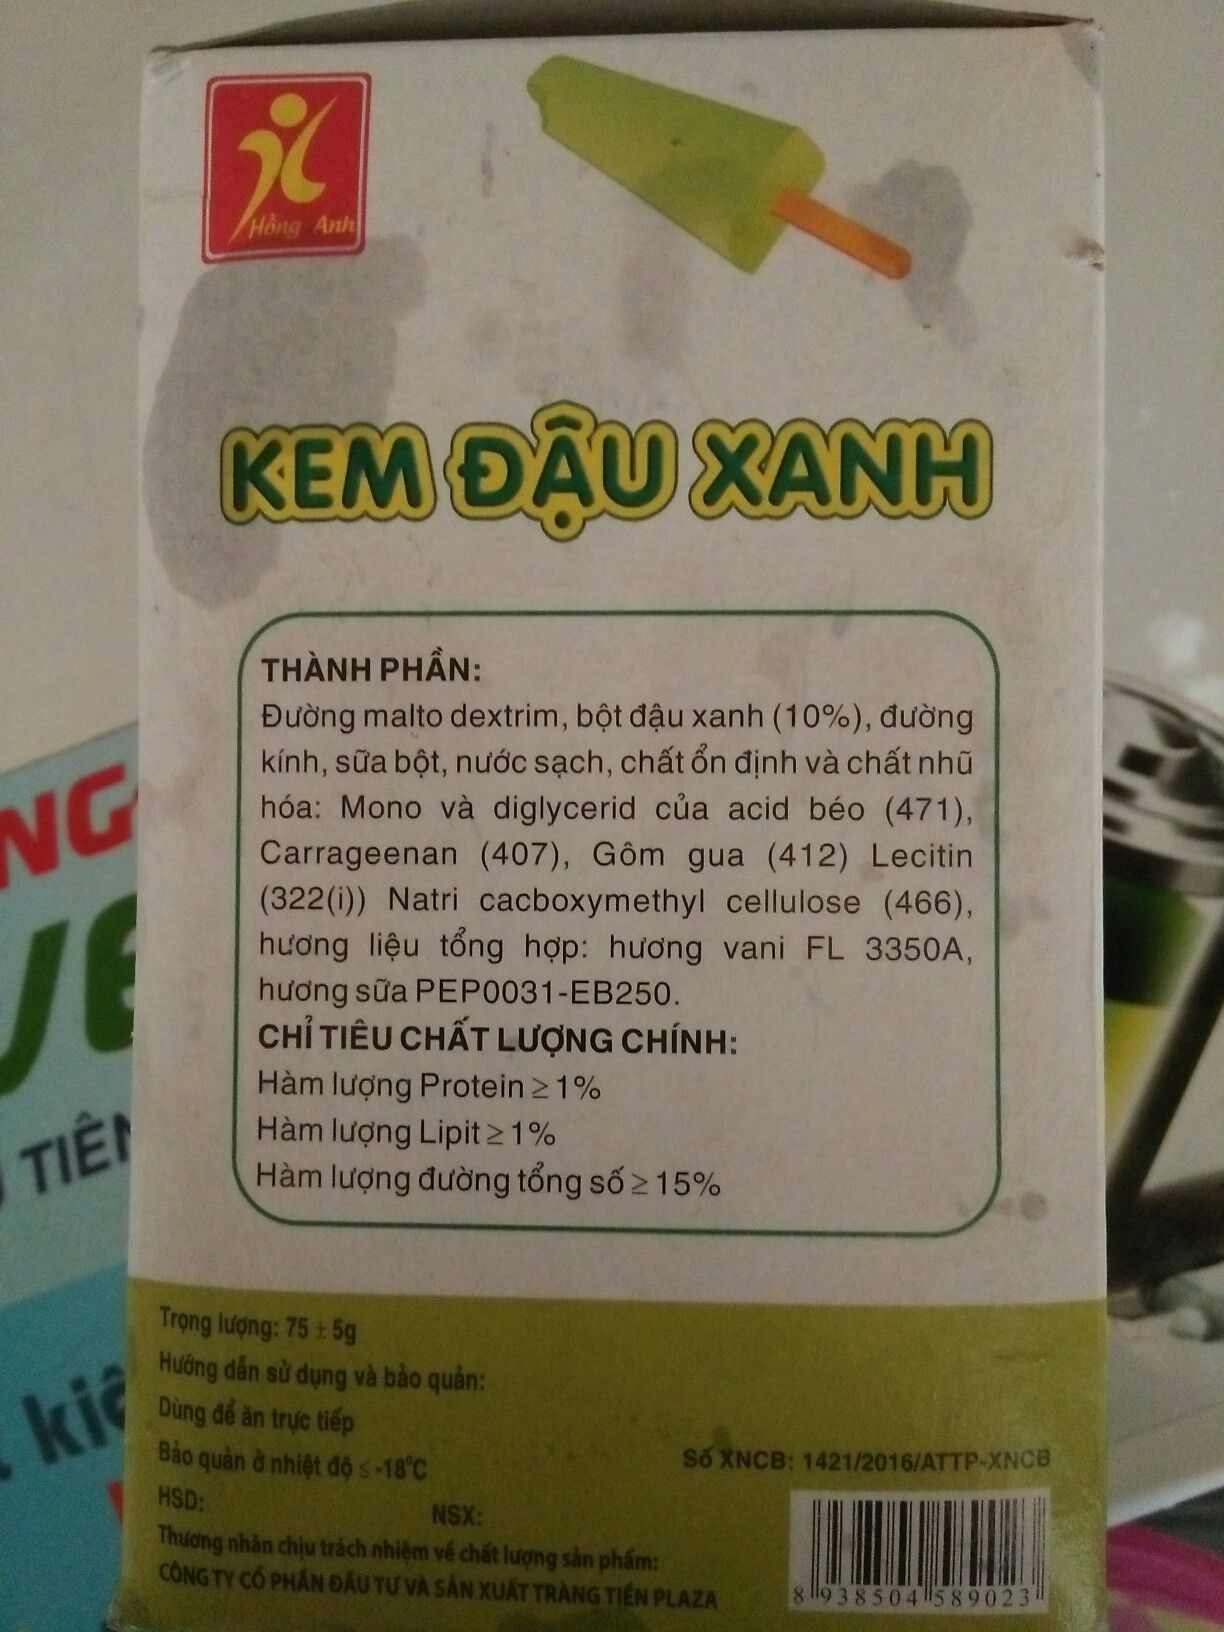 Hồng Anh
KEM ĐẬU XANH
THÀNH PHẦN:
Đường malto dextrim, bột đậu xanh (10%), đường
kính, sữa bột, nước sạch, chất ổn định và chất nhũ
hóa: Mono và diglycerid của acid béo (471),
Carrageenan (407), Gôm gua (412) Lecitin
(322(i)) Natri cacboxymethyl cellulose (466),
hương liệu tổng hợp: hương vani FL 3350A,
hương sữa PEP0031-EB250.
CHỈ TIÊU CHẤT LƯỢNG CHÍNH:
Hàm lượng Protein ≥ 1%
Hàm lượng Lipit ≥ 1%
Hàm lượng đường tổng số ≥ 15%
Trọng lượng: 75 ± 5g
Hướng dẫn sử dụng và bảo quản:
Dùng để ăn trực tiếp
Bảo quản ở nhiệt độ ≤ -18°C
HSD: NSX:
Thương nhân chịu trách nhiệm về chất lượng sản phẩm:
CÔNG TY CỔ PHẦN ĐẦU TƯ VÀ SẢN XUẤT TRÀNG TIỀN PLAZA
Số XNCB: 1421/2016/ATTP-XNCB
8 938504 589023
NG
TIÊN
kiê